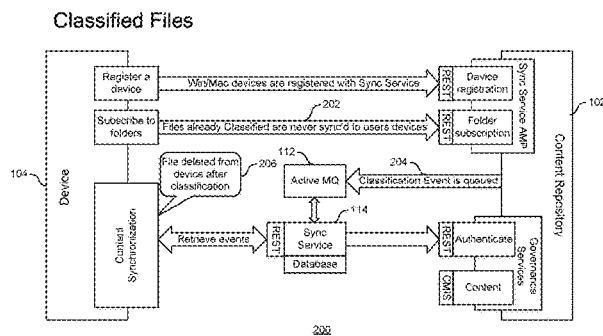 Classified Files
Device
104
Register a
device
Win/Mac devices are registered with Sync Service
REST
Device
registration
Subscribe to
folders
202
Files already Classified are never sync'd to users devices
REST
Folder
subscription
Sync Service AMP
102
Content Repository
File deleted from
device after
classification
206
112
Active MQ
204
Classification Event is queued
114
Content
Synchronization
Retrieve events
REST
Sync
Service
Database
REST
Authenticate
CMIS
Content
Governance
Services
200